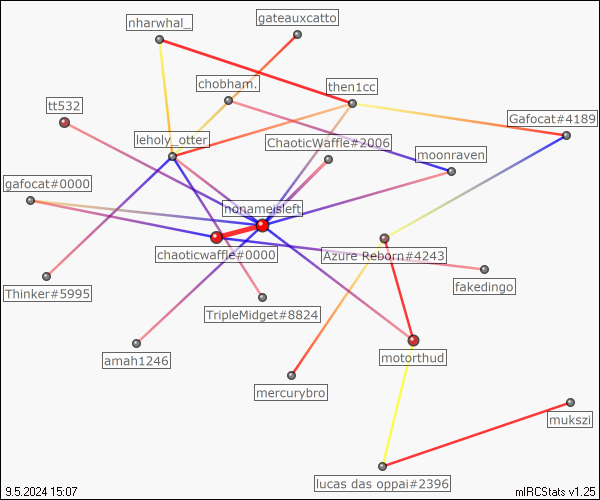 gateauxcatto
nharwhal_
chobham.
then1cc
tt532
Gafocat#4189
leholy_otter
ChaoticWaffle#2006
moonraven
gafocat#0000
nonameisleft
chaoticwaffle#0000
Azure Reborn#4243
fakedingo
Thinker#5995
TripleMidget#8824
amah1246
motorthud
mercurybro
mukszi
lucas das oppai#2396
9.5.2024 15:07
mIRCStats v1.25